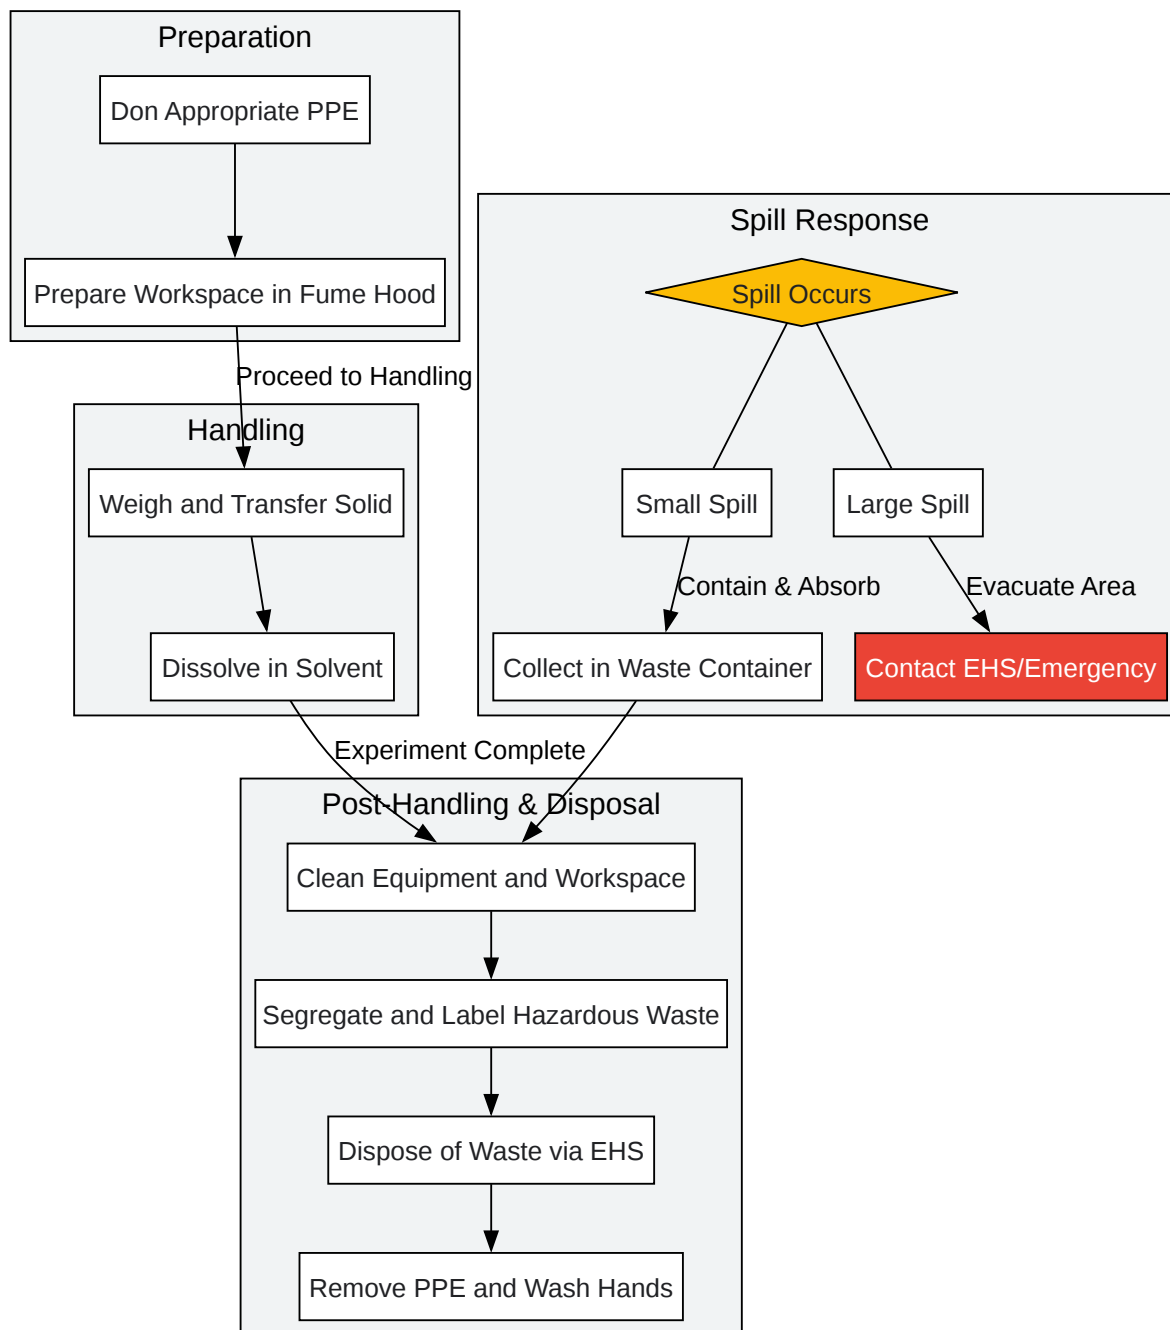 Preparation
Don Appropriate PPE
Prepare Workspace in Fume Hood
Proceed to Handling
Handling
Weigh and Transfer Solid
Dissolve in Solvent
Spill Response
Spill Occurs
Small Spill
Large Spill
Contain & Absorb
Evacuate Area
Collect in Waste Container
Contact EHS/Emergency
Experiment Complete
Post-Handling & Disposal
Clean Equipment and Workspace
Segregate and Label Hazardous Waste
Dispose of Waste via EHS
Remove PPE and Wash Hands